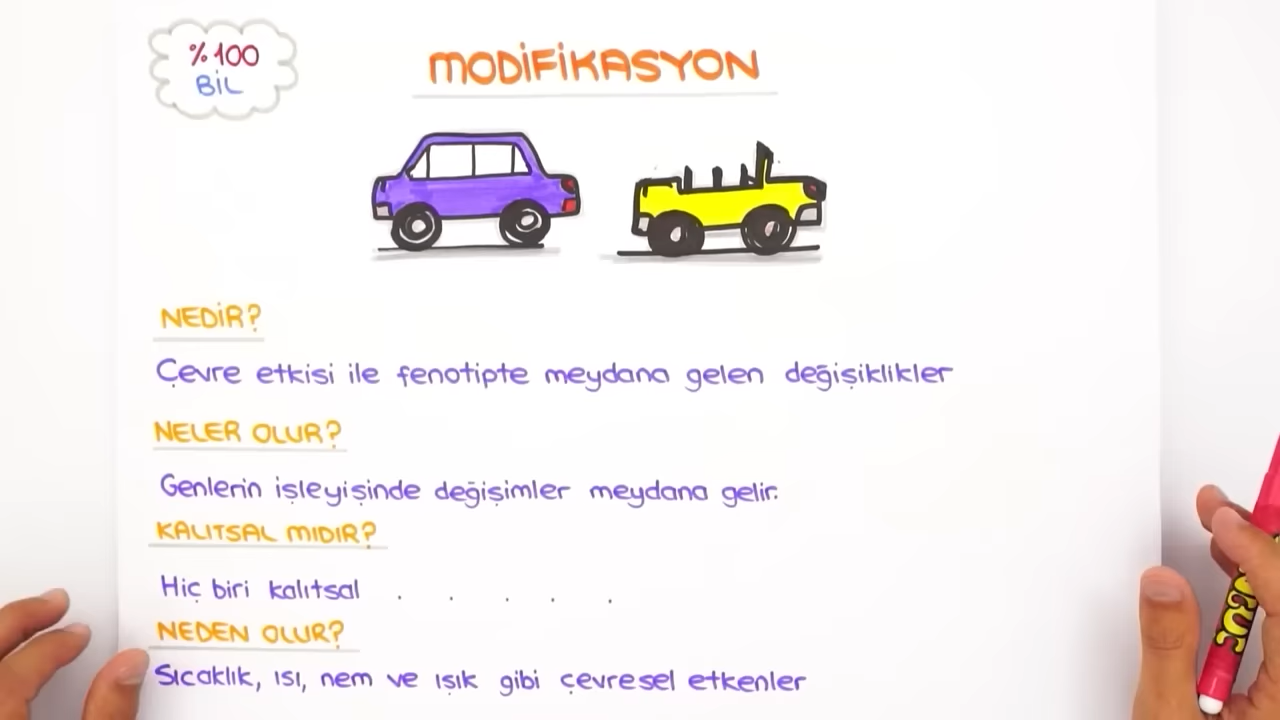 %100
BİL
MODİFİKASYON
NEDİR?
Çevre etkisi ile fenotipte meydana gelen değişiklikler
NELER OLUR?
Genlerin işleyişinde değişimler meydana gelir.
KALITSAL MIDIR?
Hiç biri kalıtsal . . . . .
NEDEN OLUR?
Sıcaklık, ısı, nem ve ışık gibi çevresel etkenler